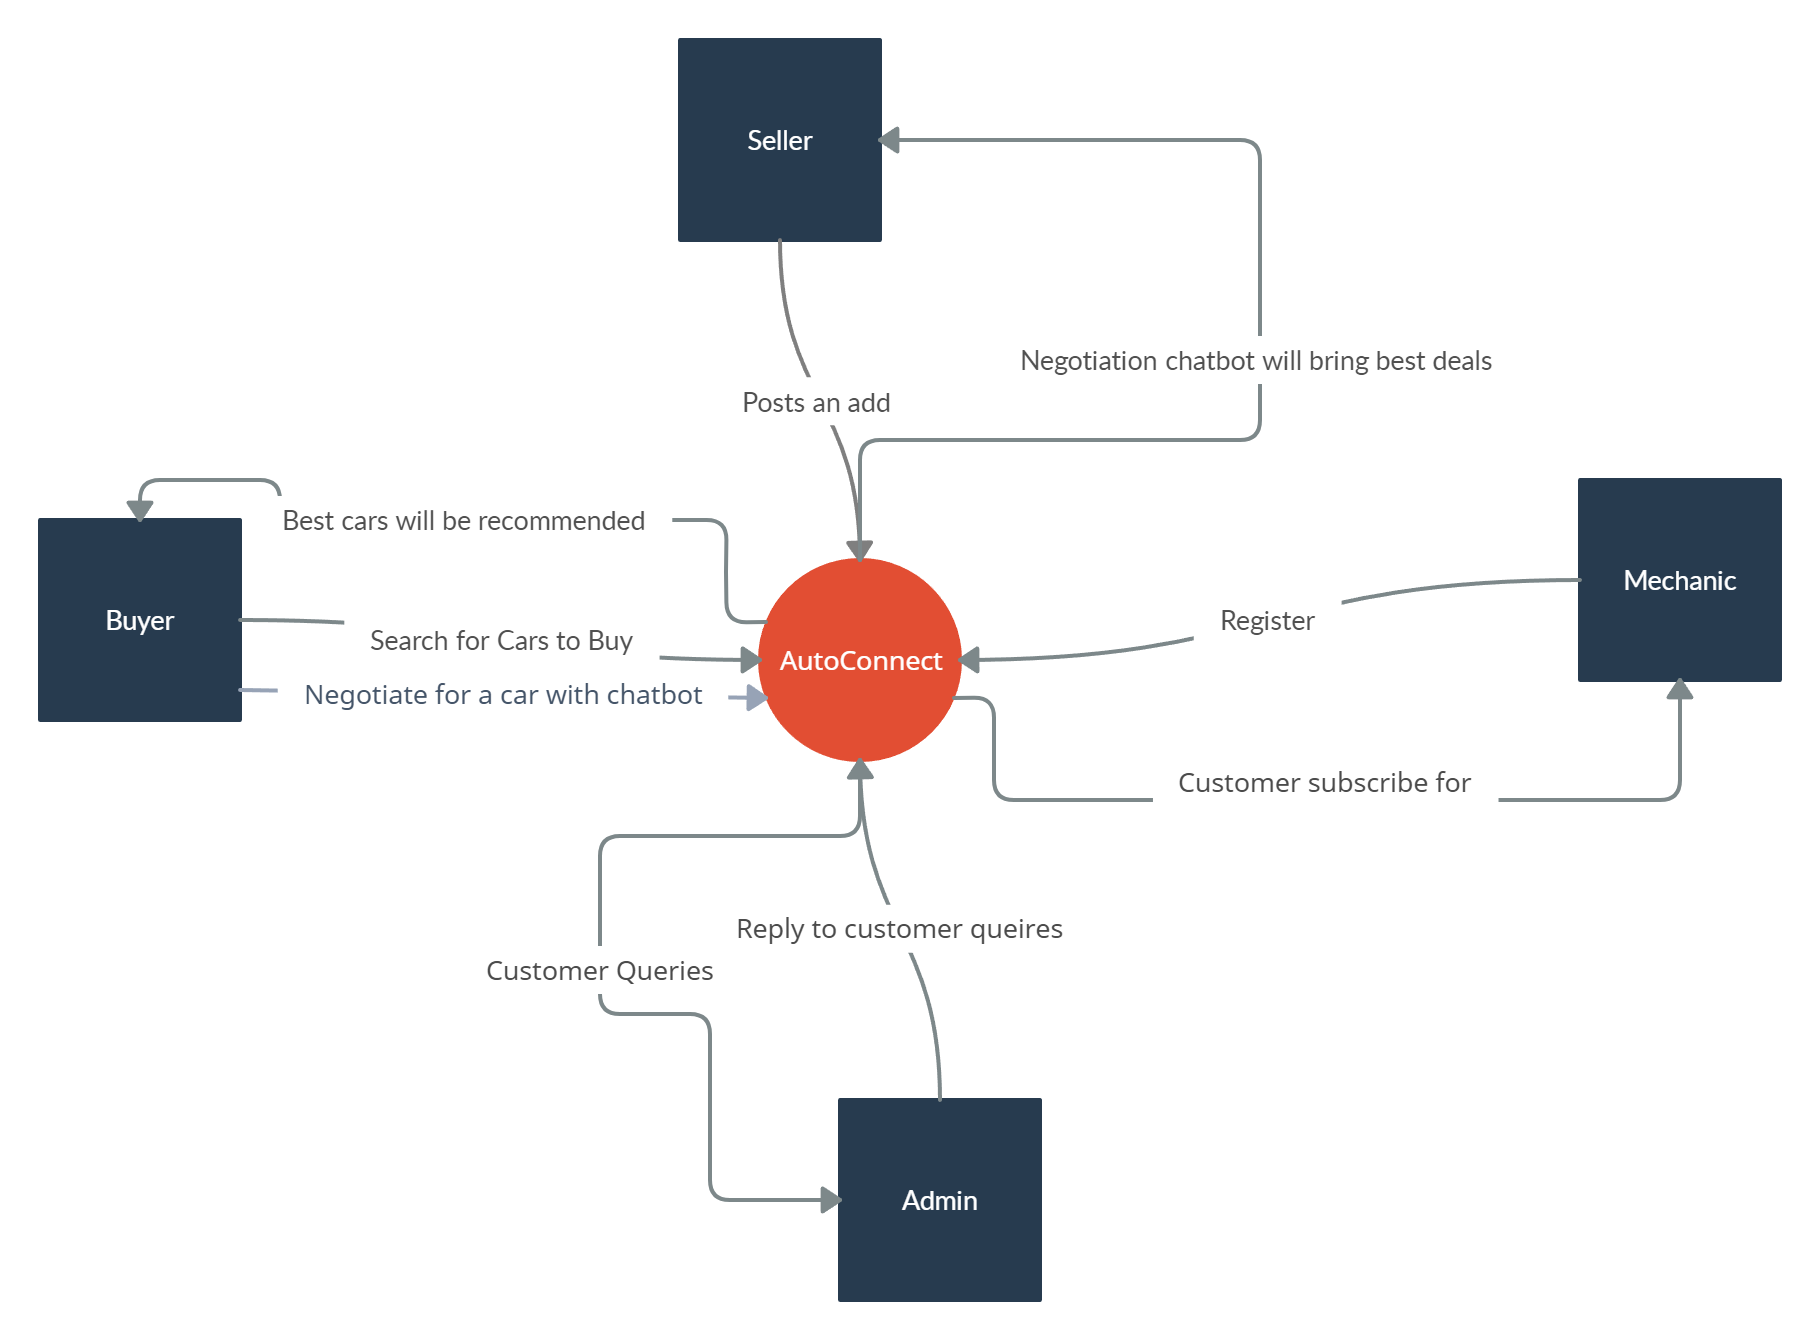 Seller
Negotiation chatbot will bring best deals
Posts an add
Best cars will be recommended
Mechanic
Buyer
Search for Cars to Buy
Register
AutoConnect
Negotiate for a car with chatbot
Customer subscribe for
Reply to customer queires
Customer Queries
Admin